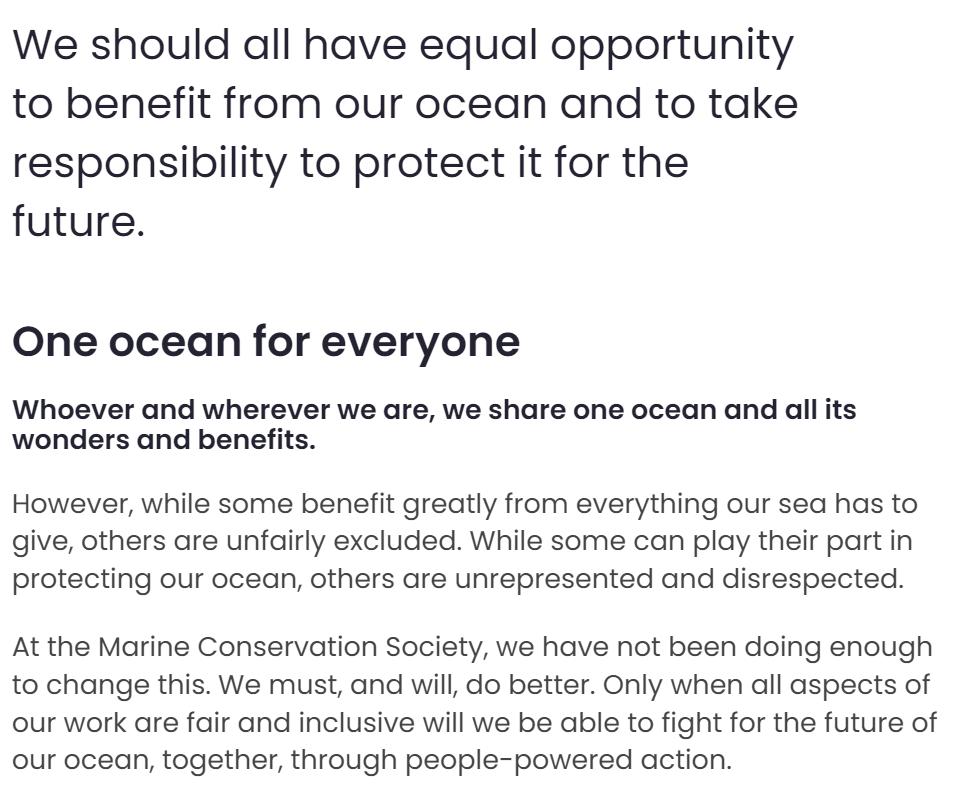 We should all have equal opportunity
to benefit from our ocean and to take
responsibility to protect it for the
future.
One ocean for everyone
Whoever and wherever we are, we share one ocean and all its
wonders and benefits.
However, while some benefit greatly from everything our sea has to
give, others are unfairly excluded. While some can play their part in
protecting our ocean, others are unrepresented and disrespected.
At the Marine Conservation Society, we have not been doing enough
to change this. We must, and will, do better. Only when all aspects of
our work are fair and inclusive will we be able to fight for the future of
our ocean, together, through people-powered action.